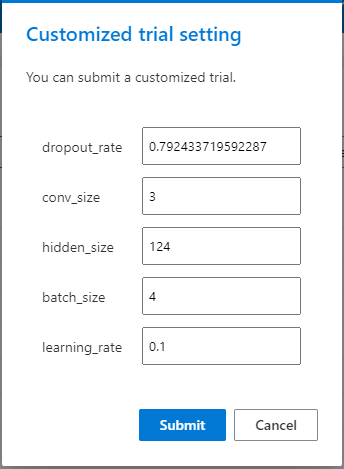 Customized trial setting
You can submit a customized trial.
dropout_rate 0.792433719592287
conv_size 3
hidden_size 124
batch_size 4
learning_rate 0.1
Submit Cancel